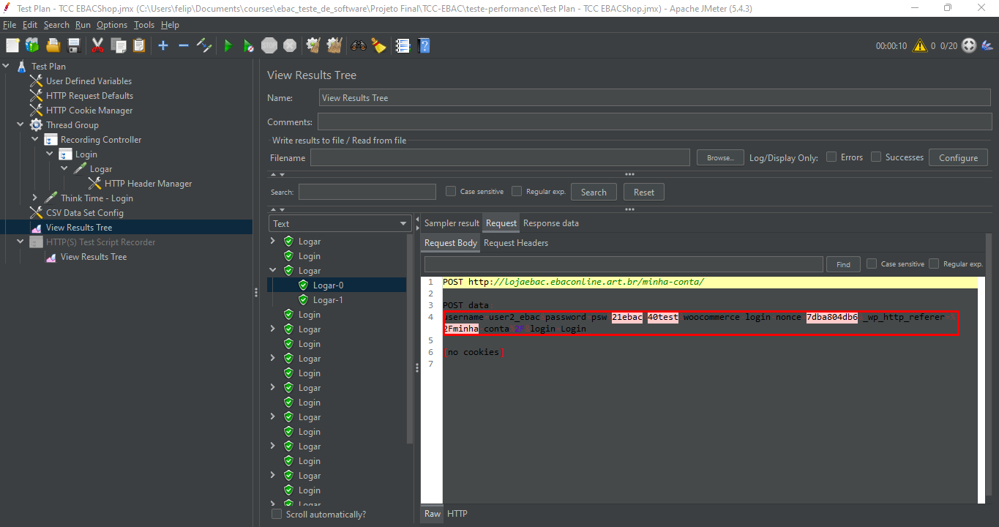 Test Plan - TCC EBACShop.jmx (C:\Users\felip\Documents\courses\ebac_teste_de_software\Projeto Final\TCC-EBAC\teste-performance\Test Plan - TCC EBACShop.jmx) - Apache JMeter (5.4.3)
File Edit Search Run Options Tools Help
STOP 00:00:10 0 0/20
Test Plan
User Defined Variables
HTTP Request Defaults
HTTP Cookie Manager
Thread Group
Recording Controller
Login
Logar
HTTP Header Manager
Think Time - Login
CSV Data Set Config
View Results Tree
HTTP(S) Test Script Recorder
View Results Tree
View Results Tree
Name: View Results Tree
Comments:
Write results to file / Read from file
Filename Browse... Log/Display Only: Errors Successes Configure
Search: Case sensitive Regular exp. Search Reset
Text
Logar
Login
Logar
Logar-0
Logar-1
Login
Logar
Login
Logar
Login
Logar
Login
Logar
Login
Logar
Login
Logar
Login
Logar
Scroll automatically?
Sampler result Request Response data
Request Body Request Headers
Find Case sensitive Regular exp.
1 POST http://lojaebac.ebaconline.art.br/minha-conta/
2
3 POST data
4 username user2_ebac password psw 21ebac 40test woocommerce login nonce 7dba804db6 _wp_http_referer
2Fminha conta 2F login Login
5
6 [no cookies]
7
Raw HTTP